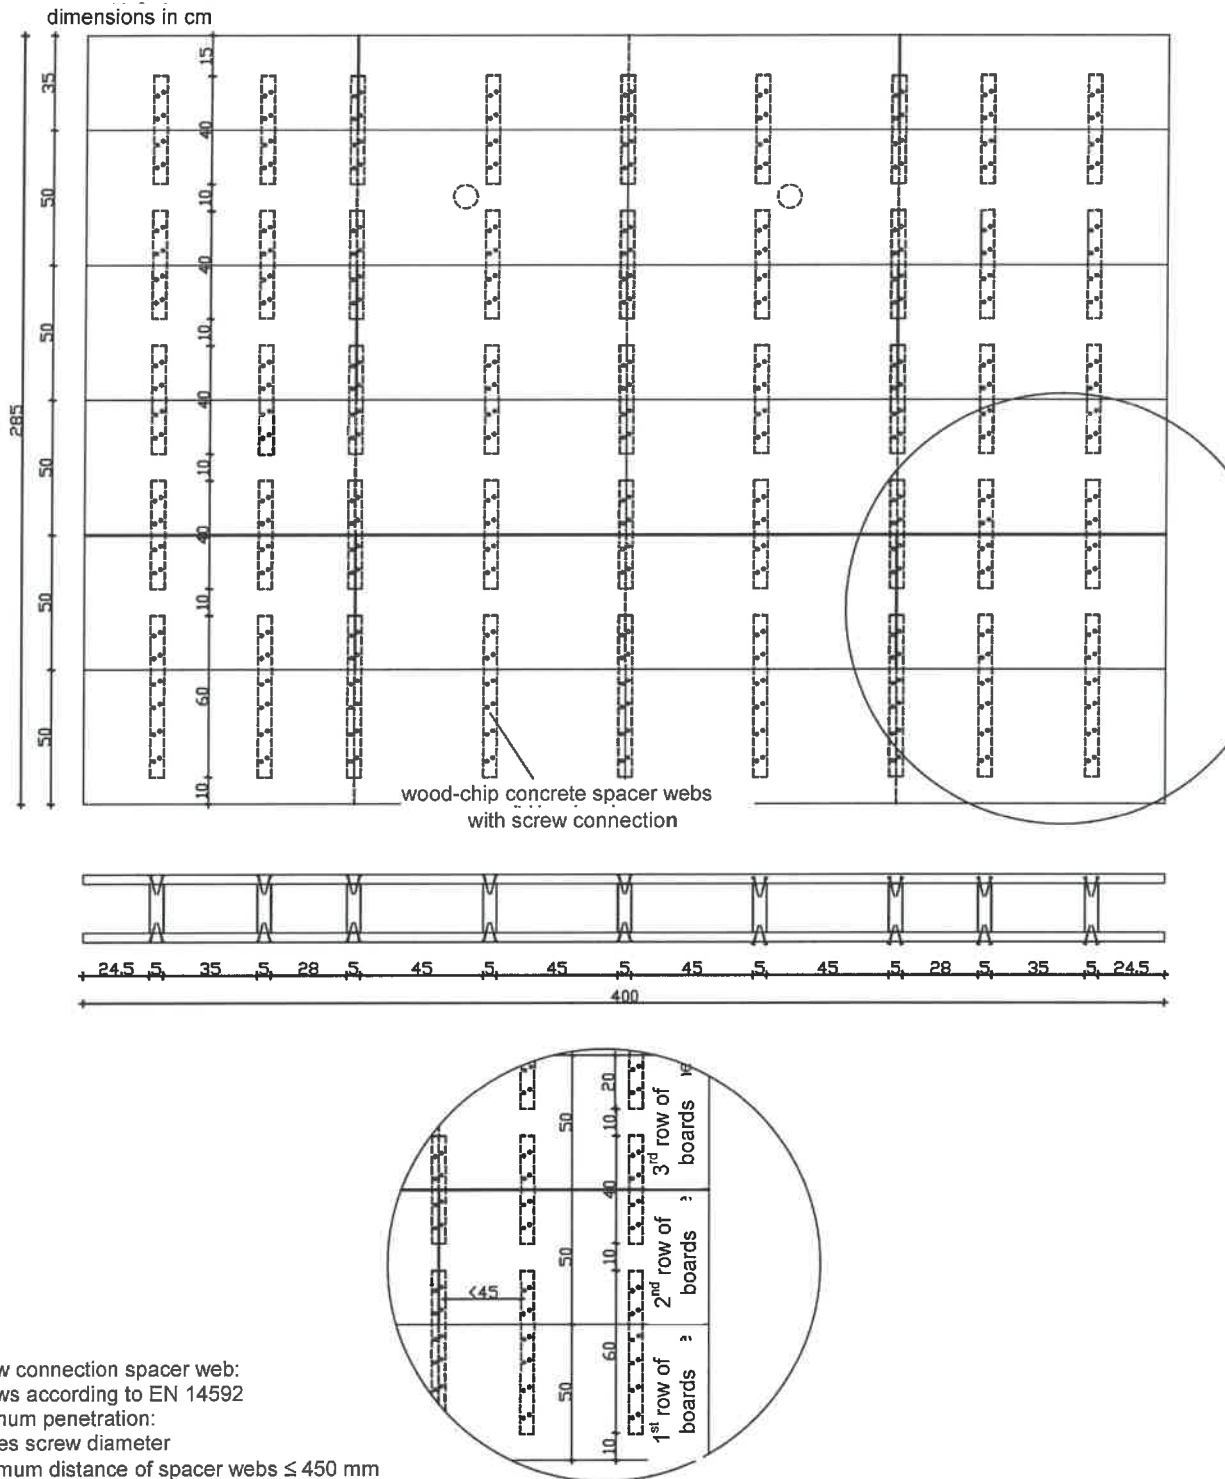 dimensions in cm
15
35
40
50
10
40
50
10
285
40
50
10
40
50
10
60
50
10
wood-chip concrete spacer webs
with screw connection
24.5 5 35 5 28 5 45 5 45 5 45 5 45 5 28 5 35 5 24.5
400
20
50
10
3rd row of
boards
40
<45
50
10
2nd row of
boards
60
50
10
1st row of
boards
w connection spacer web:
ws according to EN 14592
num penetration:
es screw diameter
mum distance of spacer webs ≤ 450 mm